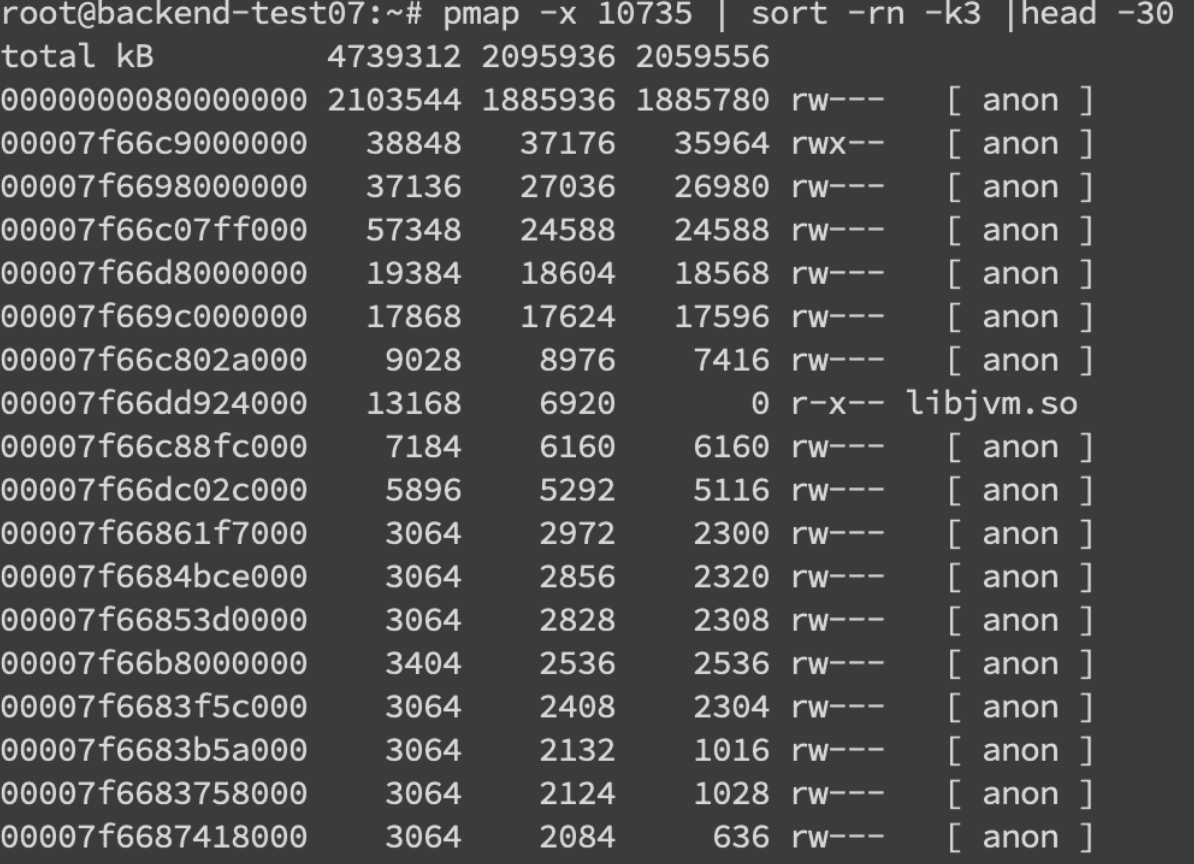 root@backend-test07:~# pmap -x 10735 | sort -rn -k3 |head -30
total kB 4739312 2095936 2059556
0000000080000000 2103544 1885936 1885780 rw--- [ anon ]
00007f66c9000000 38848 37176 35964 rwx-- [ anon ]
00007f6698000000 37136 27036 26980 rw--- [ anon ]
00007f66c07ff000 57348 24588 24588 rw--- [ anon ]
00007f66d8000000 19384 18604 18568 rw--- [ anon ]
00007f669c000000 17868 17624 17596 rw--- [ anon ]
00007f66c802a000 9028 8976 7416 rw--- [ anon ]
00007f66dd924000 13168 6920 0 r-x-- libjvm.so
00007f66c88fc000 7184 6160 6160 rw--- [ anon ]
00007f66dc02c000 5896 5292 5116 rw--- [ anon ]
00007f66861f7000 3064 2972 2300 rw--- [ anon ]
00007f6684bce000 3064 2856 2320 rw--- [ anon ]
00007f66853d0000 3064 2828 2308 rw--- [ anon ]
00007f66b8000000 3404 2536 2536 rw--- [ anon ]
00007f6683f5c000 3064 2408 2304 rw--- [ anon ]
00007f6683b5a000 3064 2132 1016 rw--- [ anon ]
00007f6683758000 3064 2124 1028 rw--- [ anon ]
00007f6687418000 3064 2084 636 rw--- [ anon ]